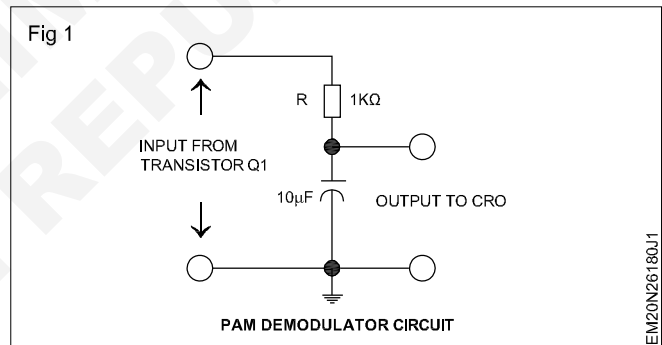 Fig 1
R 1KΩ
INPUT FROM
TRANSISTOR Q1
10µF
OUTPUT TO CRO
PAM DEMODULATOR CIRCUIT
EM20N26180J1